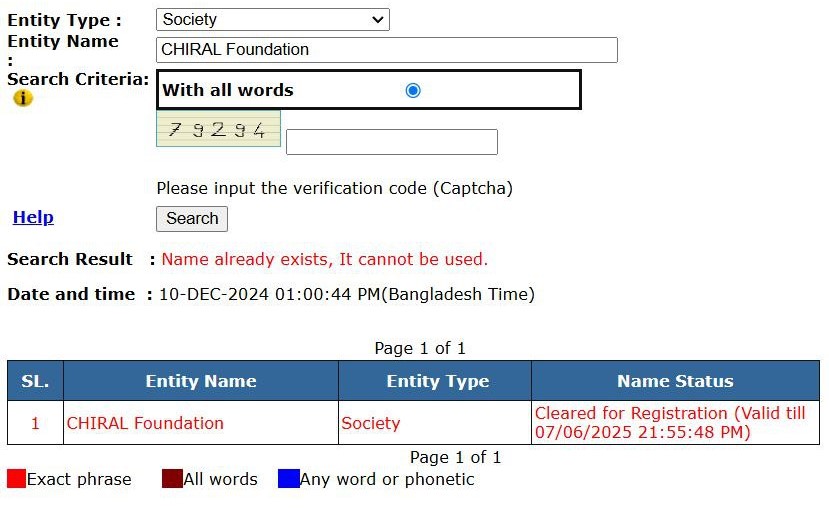 Entity Type : Society
Entity Name : CHIRAL Foundation
Search Criteria:
With all words
79294
Please input the verification code (Captcha)
Help Search
Search Result : Name already exists, It cannot be used.
Date and time : 10-DEC-2024 01:00:44 PM(Bangladesh Time)
Page 1 of 1
SL. Entity Name Entity Type Name Status
1 CHIRAL Foundation Society Cleared for Registration (Valid till
07/06/2025 21:55:48 PM)
Page 1 of 1
Exact phrase All words Any word or phonetic